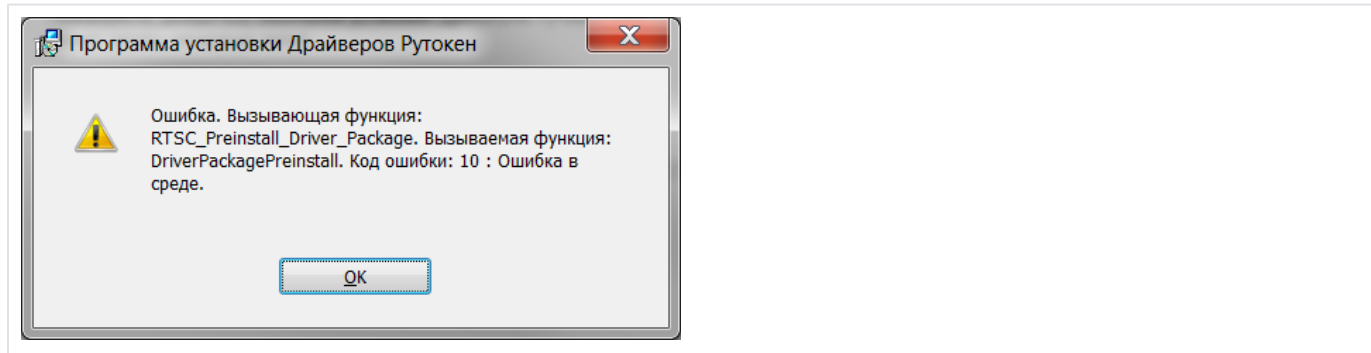 Программа установки Драйверов Рутокен
Ошибка. Вызывающая функция:
RTSC_Preinstall_Driver_Package. Вызываемая функция:
DriverPackagePreinstall. Код ошибки: 10 : Ошибка в
среде.
OK